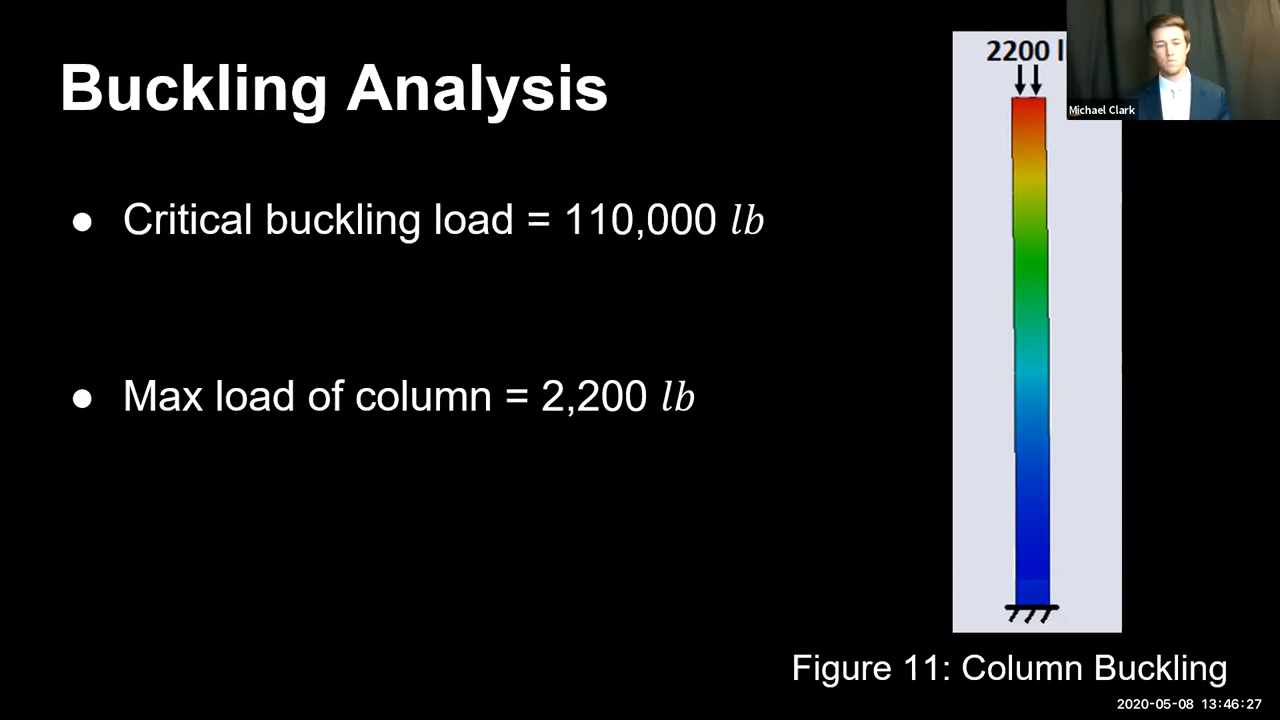 Buckling Analysis
● Critical buckling load = 110,000 lb
● Max load of column = 2,200 lb
2200 l
Michael Clark
Figure 11: Column Buckling
2020-05-08 13:46:27